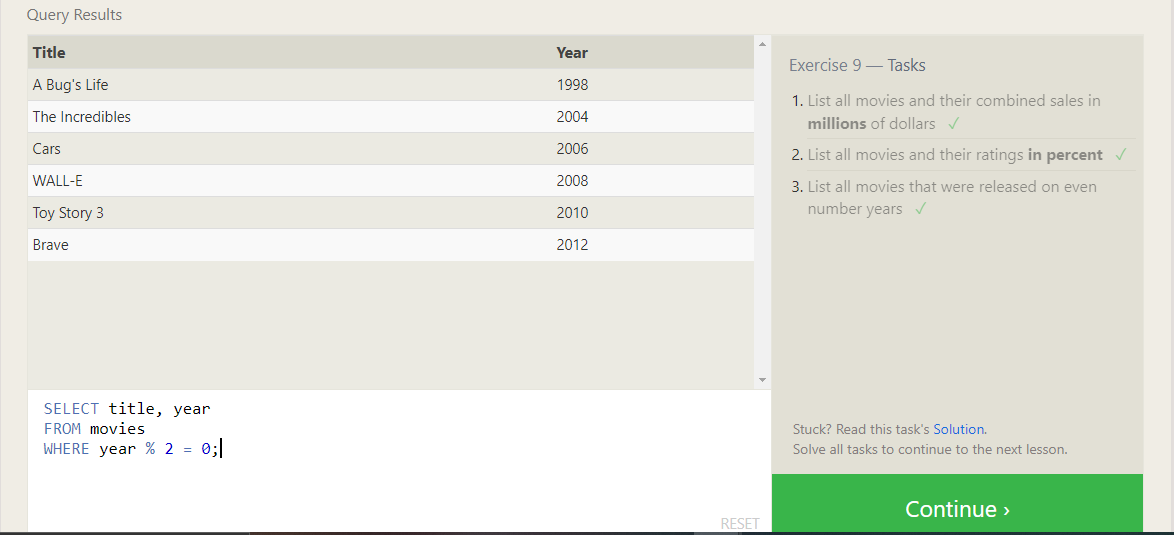 Query Results
Title Year
A Bug's Life 1998
The Incredibles 2004
Cars 2006
WALL-E 2008
Toy Story 3 2010
Brave 2012
SELECT title, year
FROM movies
WHERE year % 2 = 0;
RESET
Exercise 9 — Tasks
1. List all movies and their combined sales in
millions of dollars ✓
2. List all movies and their ratings in percent ✓
3. List all movies that were released on even
number years ✓
Stuck? Read this task's Solution.
Solve all tasks to continue to the next lesson.
Continue ›